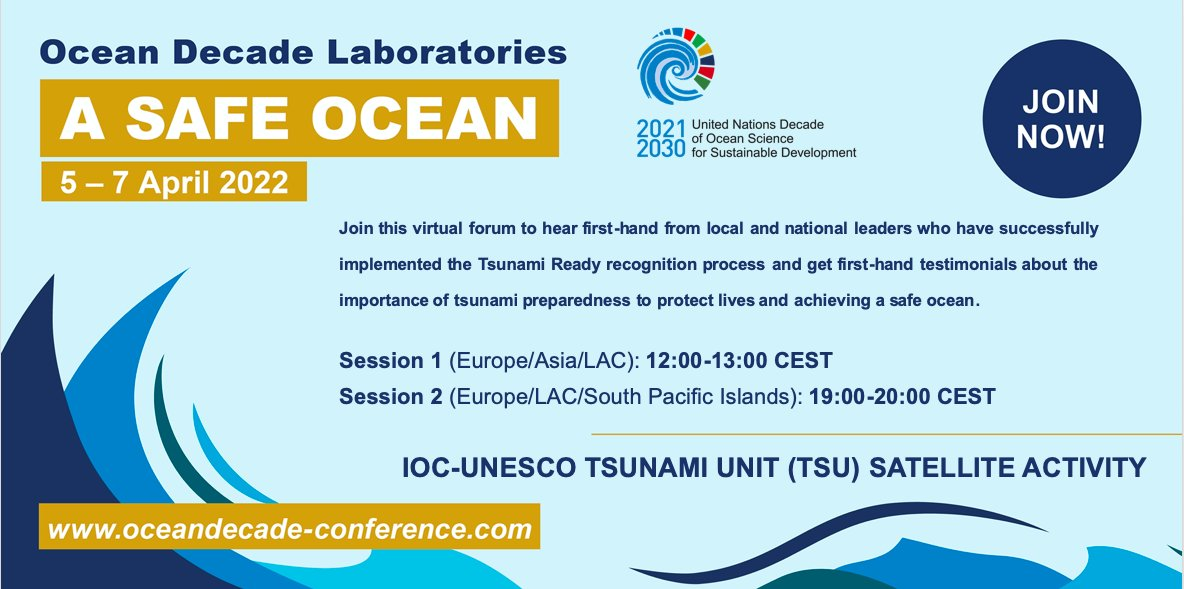 Ocean Decade Laboratories
A SAFE OCEAN
5 – 7 April 2022
2021
2030
United Nations Decade
of Ocean Science
for Sustainable Development
JOIN
NOW!
Join this virtual forum to hear first-hand from local and national leaders who have successfully
implemented the Tsunami Ready recognition process and get first-hand testimonials about the
importance of tsunami preparedness to protect lives and achieving a safe ocean.
Session 1 (Europe/Asia/LAC): 12:00-13:00 CEST
Session 2 (Europe/LAC/South Pacific Islands): 19:00-20:00 CEST
IOC-UNESCO TSUNAMI UNIT (TSU) SATELLITE ACTIVITY
www.oceandecade-conference.com